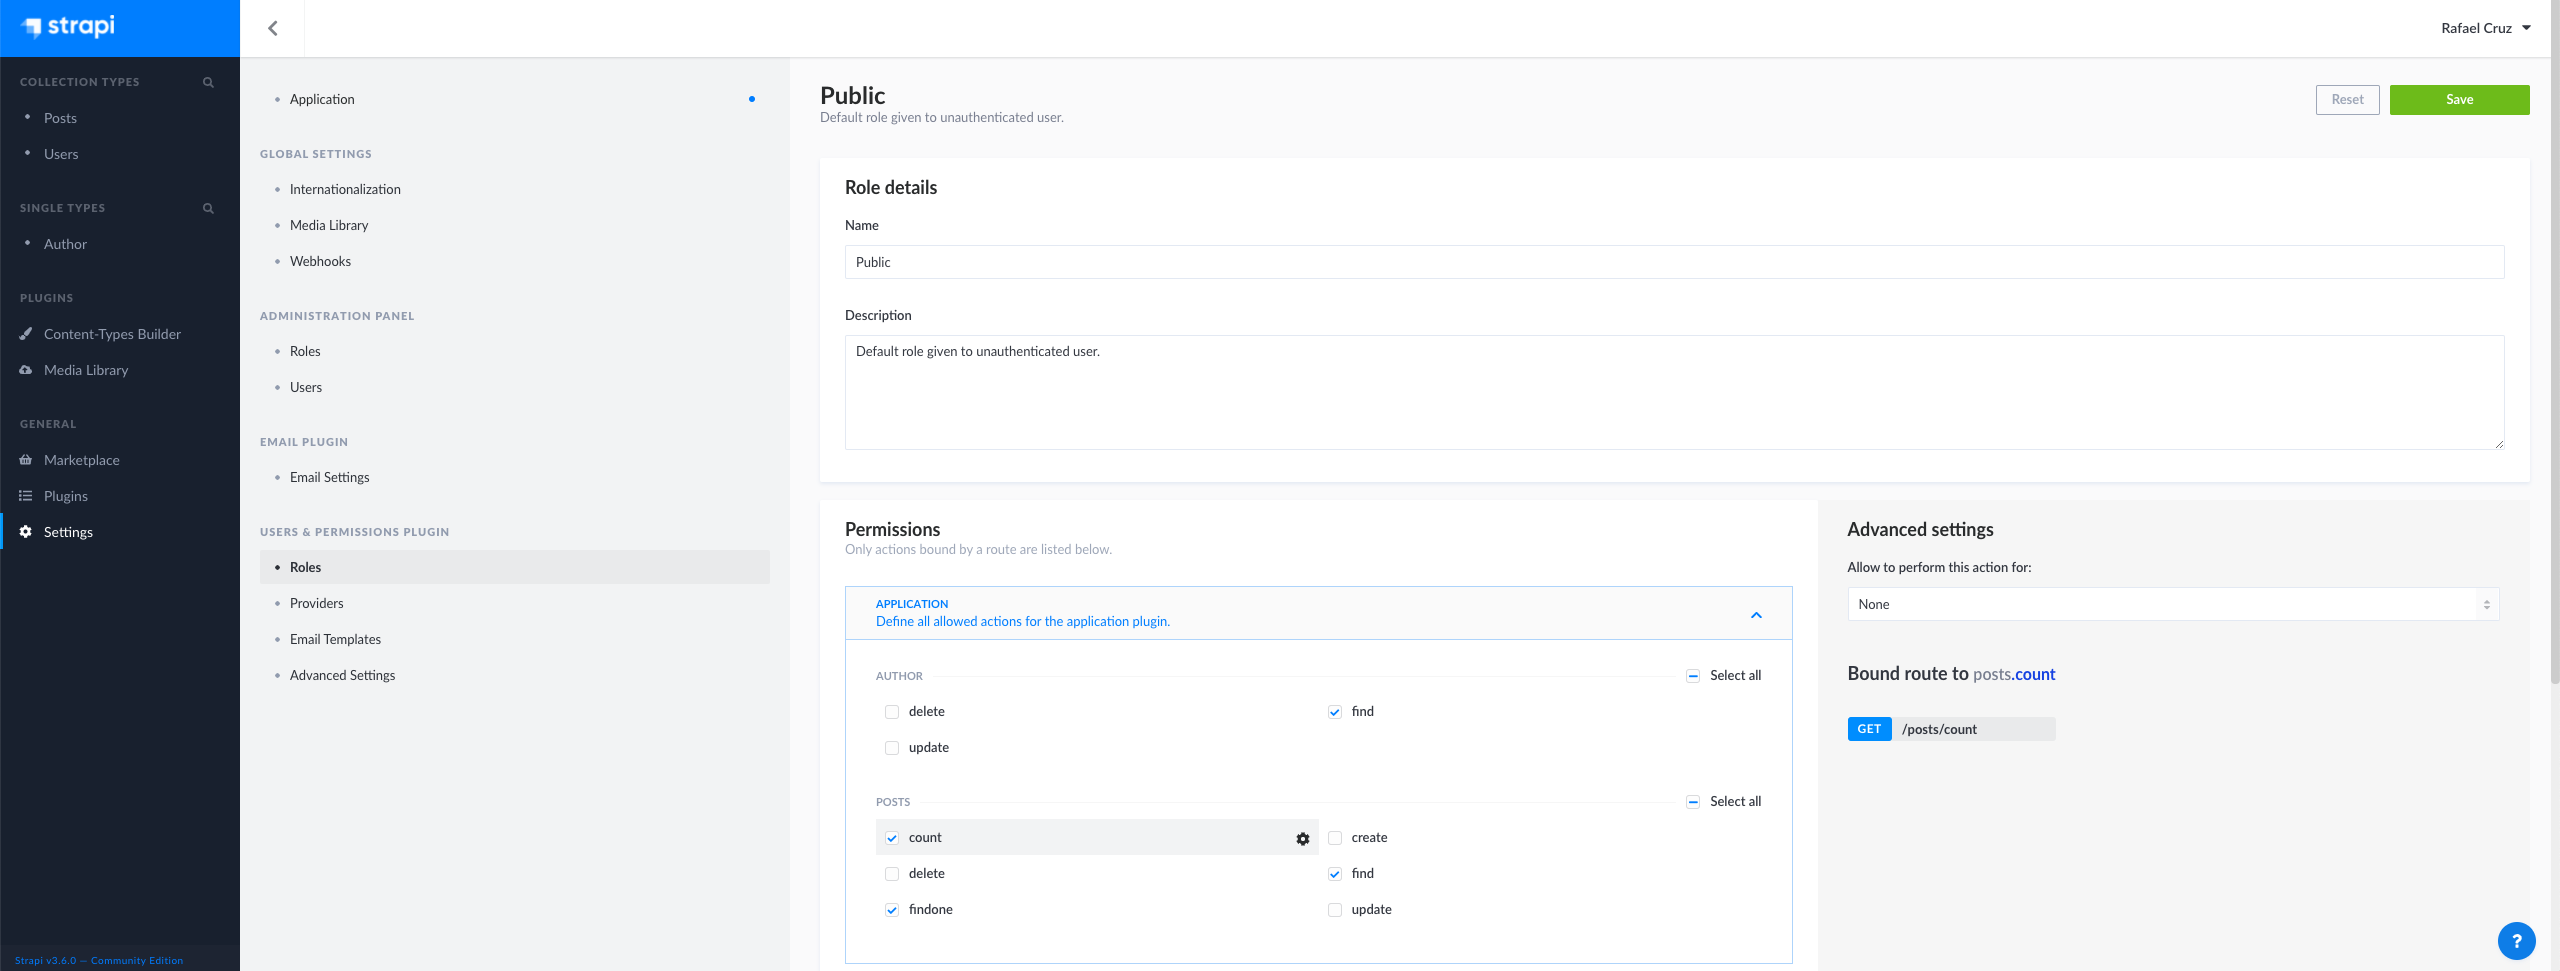 strapi
COLLECTION TYPES
Posts
Users
SINGLE TYPES
Author
PLUGINS
Content-Types Builder
Media Library
GENERAL
Marketplace
Plugins
Settings
Strapi v3.6.0 — Community Edition
Application
GLOBAL SETTINGS
Internationalization
Media Library
Webhooks
ADMINISTRATION PANEL
Roles
Users
EMAIL PLUGIN
Email Settings
USERS & PERMISSIONS PLUGIN
Roles
Providers
Email Templates
Advanced Settings
Rafael Cruz
Public
Default role given to unauthenticated user.
Reset
Save
Role details
Name
Public
Description
Default role given to unauthenticated user.
Permissions
Only actions bound by a route are listed below.
APPLICATION
Define all allowed actions for the application plugin.
AUTHOR
Select all
delete
find
update
POSTS
Select all
count
create
delete
find
findone
update
Advanced settings
Allow to perform this action for:
None
Bound route to posts.count
GET /posts/count
?